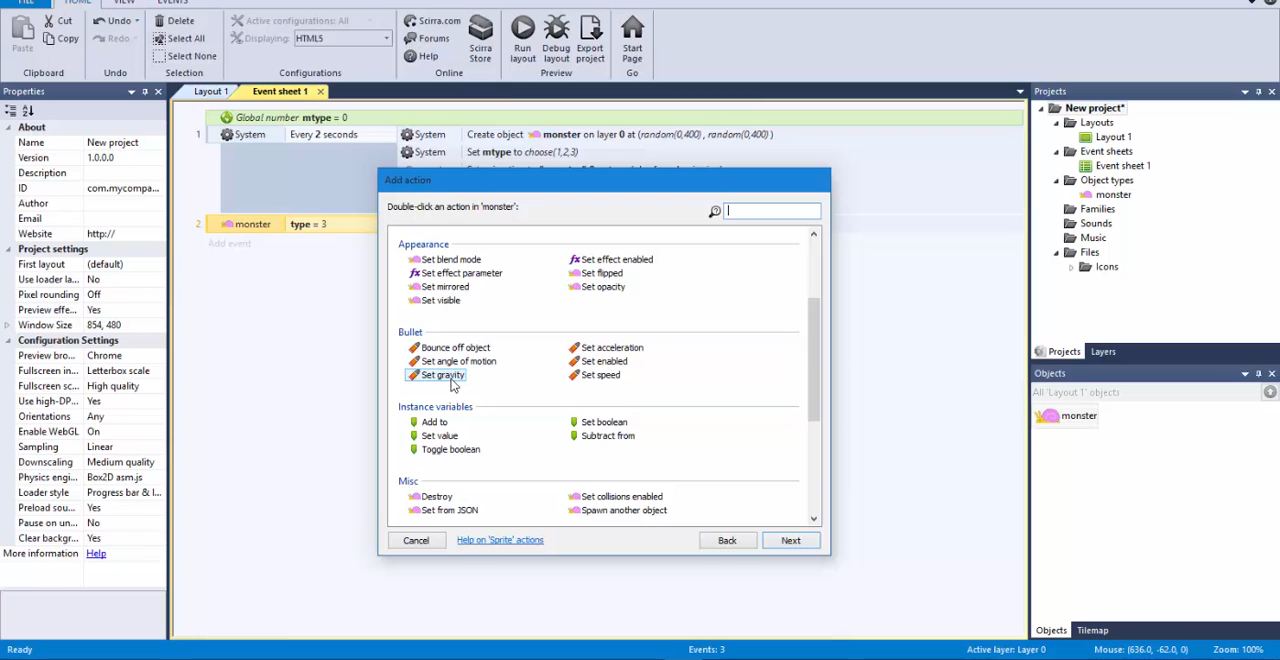 FILE HOME VIEW EVENTS
Cut Undo Delete Active configurations: All Scirra.com
Paste Copy Redo Select All Displaying: HTML5 Forums Scirra Store Run layout Debug layout Export project Start Page
Select None Help
Clipboard Undo Selection Configurations Online Preview Go
Properties Layout 1 Event sheet 1 Projects
About
Name New project
Version 1.0.0.0
Description
ID com.mycompa...
Author
Email
Website http://
Project settings
First layout (default)
Use loader la... No
Pixel rounding Off
Preview effe... Yes
Window Size 854, 480
Configuration Settings
Preview bro... Chrome
Fullscreen in... Letterbox scale
Fullscreen sc... High quality
Use high-DP... Yes
Orientations Any
Enable WebGL On
Sampling Linear
Downscaling Medium quality
Physics engi... Box2D asm.js
Loader style Progress bar & l...
Preload sou... Yes
Pause on un... No
Clear backgr... Yes
More information Help
Global number mtype = 0
1 System Every 2 seconds System Create object monster on layer 0 at (random(0,400), random(0,400))
System Set mtype to choose(1,2,3)
2 monster type = 3
Add event
Add action
Double-click an action in 'monster':
Appearance
Set blend mode Set effect enabled
Set effect parameter Set flipped
Set mirrored Set opacity
Set visible
Bullet
Bounce off object Set acceleration
Set angle of motion Set enabled
Set gravity Set speed
Instance variables
Add to Set boolean
Set value Subtract from
Toggle boolean
Misc
Destroy Set collisions enabled
Set from JSON Spawn another object
Cancel Help on 'Sprite' actions Back Next
New project*
Layouts
Layout 1
Event sheets
Event sheet 1
Object types
monster
Families
Sounds
Music
Files
Icons
Projects Layers
Objects
All 'Layout 1' objects
monster
Objects Tilemap
Ready Events: 3 Active layer: Layer 0 Mouse: (636.0, -62.0, 0) Zoom: 100%